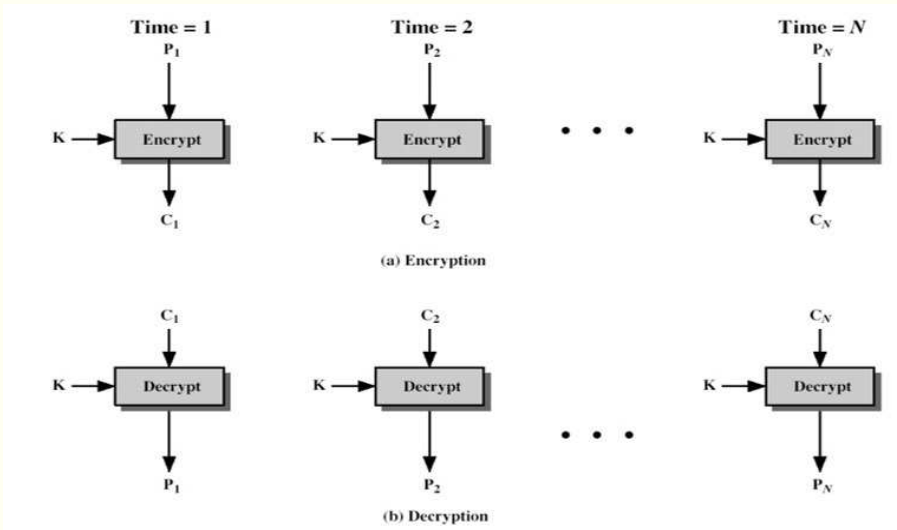 Time = 1 Time = 2 Time = N
P1 P2 PN
K Encrypt K Encrypt K Encrypt
C1 C2 CN
(a) Encryption
C1 C2 CN
K Decrypt K Decrypt K Decrypt
P1 P2 PN
(b) Decryption